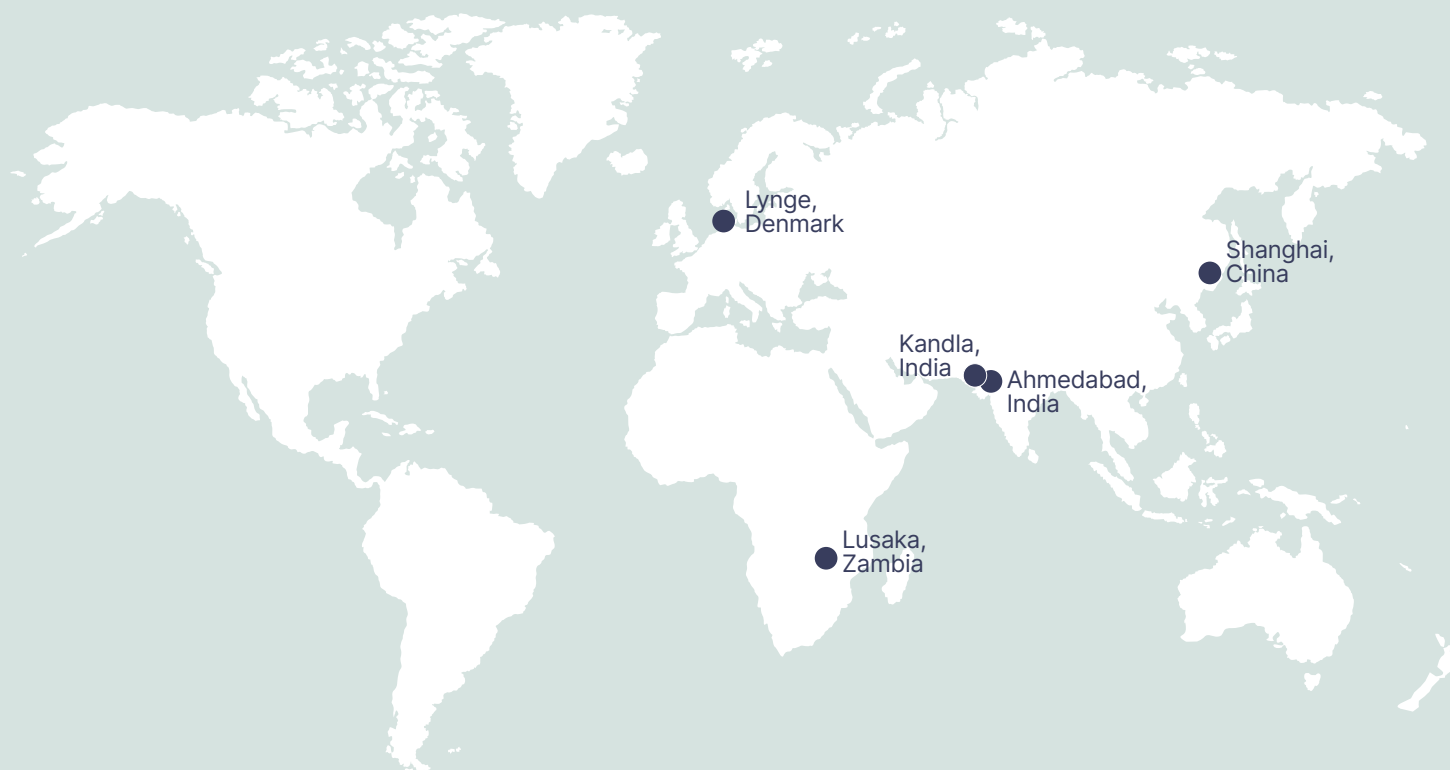 Lynge,
Denmark
Shanghai,
China
Kandla,
India
Ahmedabad,
India
Lusaka,
Zambia